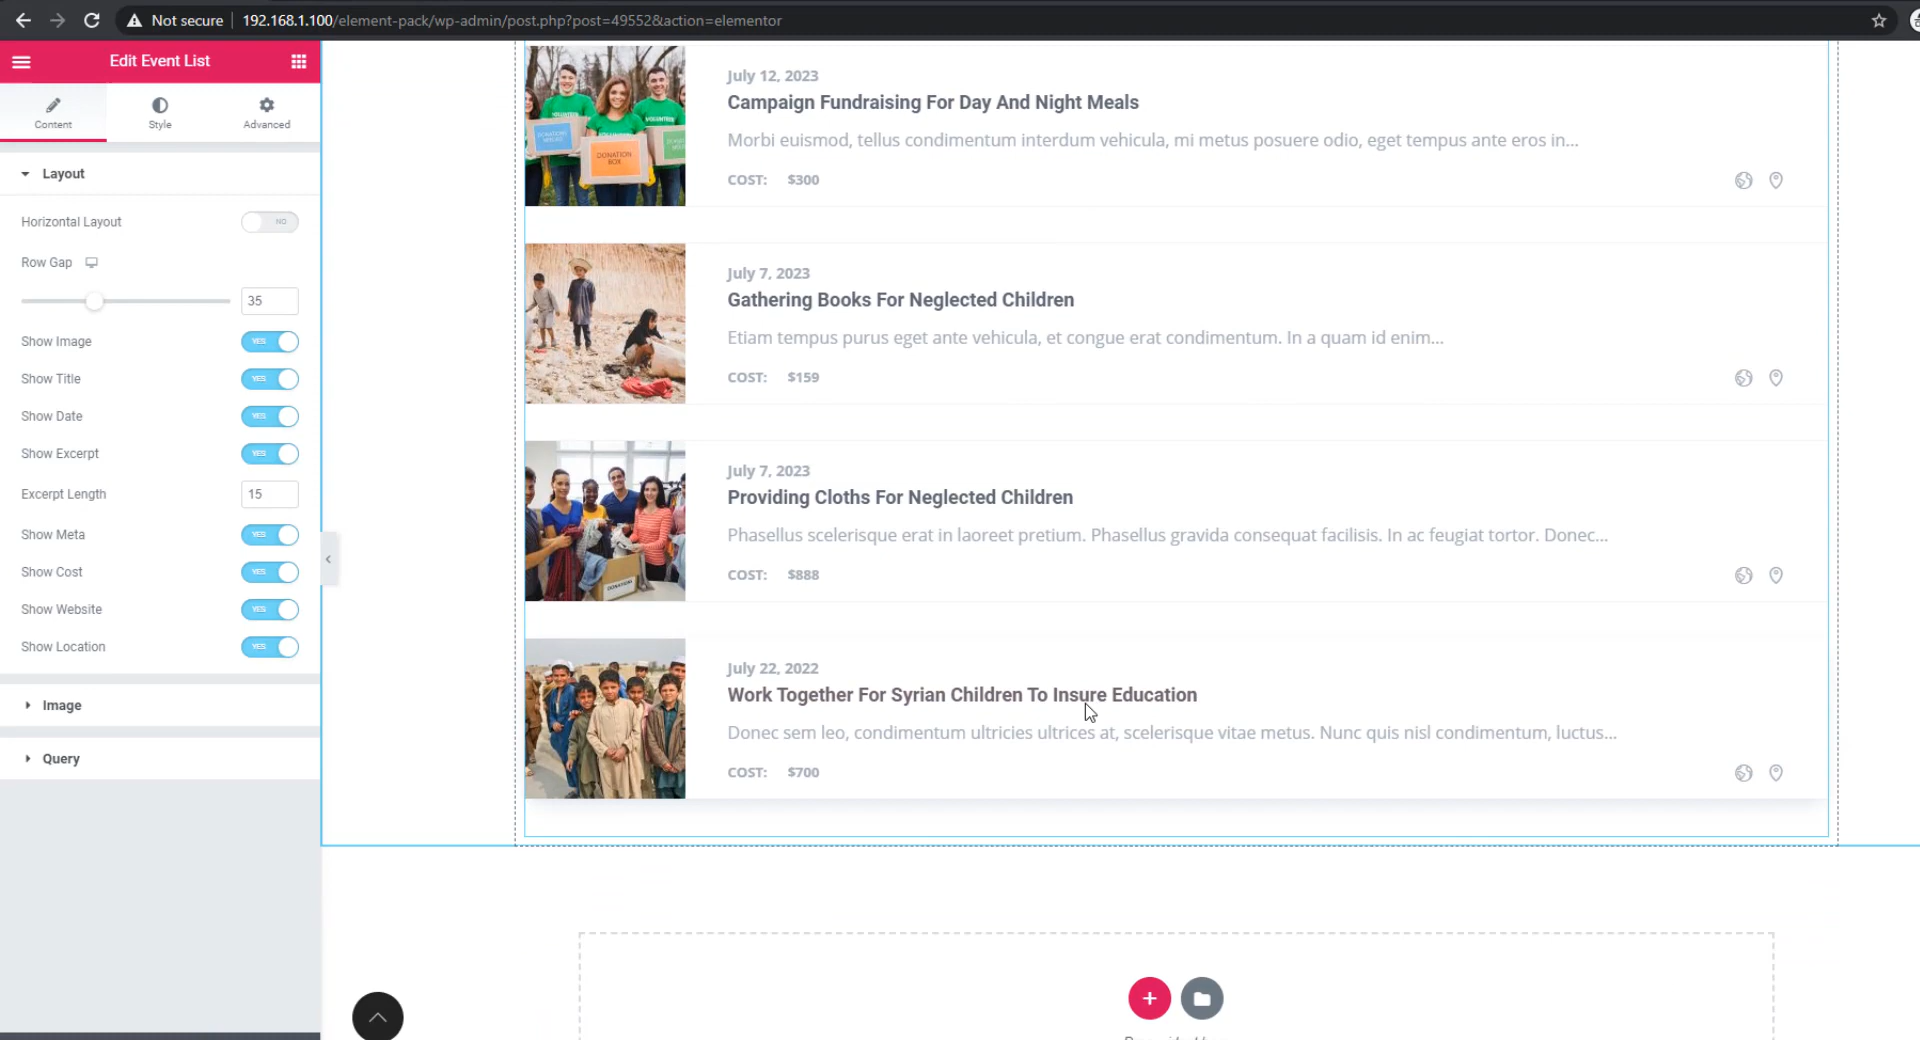 Not secure
192.168.1.100/element-pack/wp-admin/post.php?post=49552&action=elementor
Edit Event List
Content
Style
Advanced
Layout
Horizontal Layout
NO
Row Gap
35
Show Image
YES
Show Title
YES
Show Date
YES
Show Excerpt
YES
Excerpt Length
15
Show Meta
YES
Show Cost
YES
Show Website
YES
Show Location
YES
Image
Query
VOLUNTEER
DONATION
BOX
July 12, 2023
Campaign Fundraising For Day And Night Meals
Morbi euismod, tellus condimentum interdum vehicula, mi metus posuere odio, eget tempus ante eros in...
COST: $300
July 7, 2023
Gathering Books For Neglected Children
Etiam tempus purus eget ante vehicula, et congue erat condimentum. In a quam id enim...
COST: $159
DONATION
July 7, 2023
Providing Cloths For Neglected Children
Phasellus scelerisque erat in laoreet pretium. Phasellus gravida consequat facilisis. In ac feugiat tortor. Donec...
COST: $888
July 22, 2022
Work Together For Syrian Children To Insure Education
Donec sem leo, condimentum ultricies ultrices at, scelerisque vitae metus. Nunc quis nisl condimentum, luctus...
COST: $700